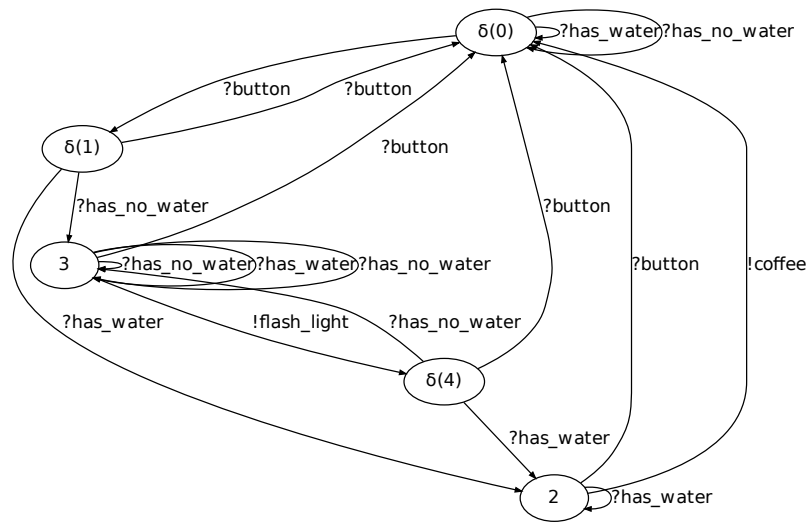 δ(0)
?has_water
?has_no_water
?button
?button
?button
δ(1)
?has_no_water
?button
3
?has_no_water
?has_water
?has_no_water
?button
!coffee
?has_water
!flash_light
?has_no_water
δ(4)
?has_water
2
?has_water